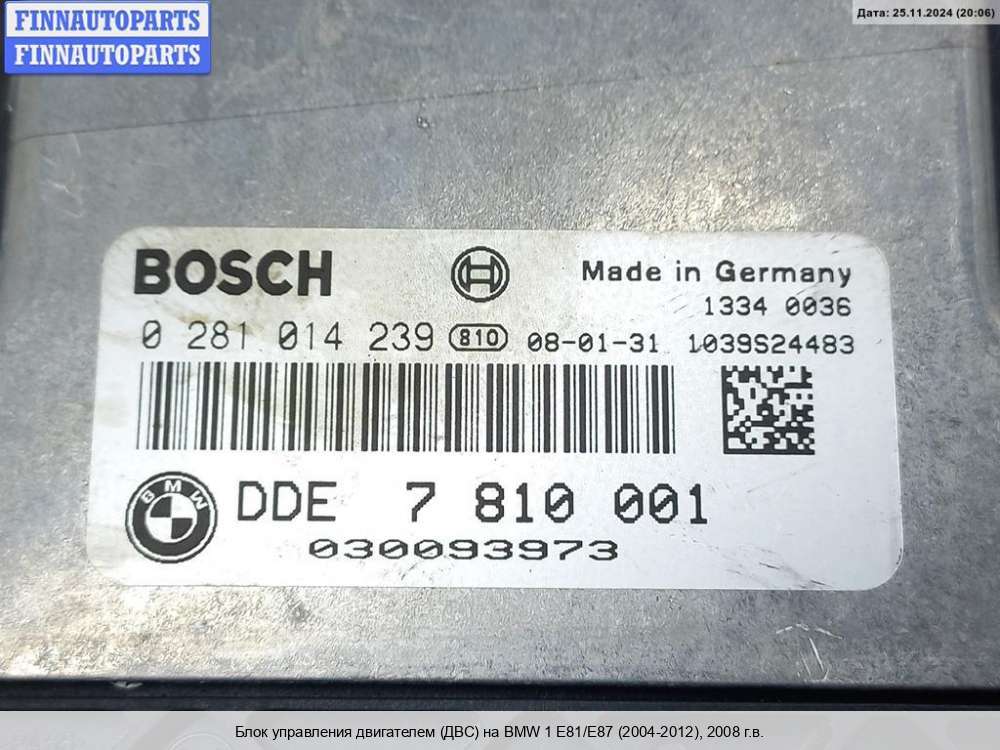 FINNAUTOPARTS
FINNAUTOPARTS
Дата: 25.11.2024 (20:06)
BOSCH
Made in Germany
1334 0036
0 281 014 239 810 08-01-31 1039S24483
BMW
DDE 7 810 001
030093973
Блок управления двигателем (ДВС) на BMW 1 E81/E87 (2004-2012), 2008 г.в.